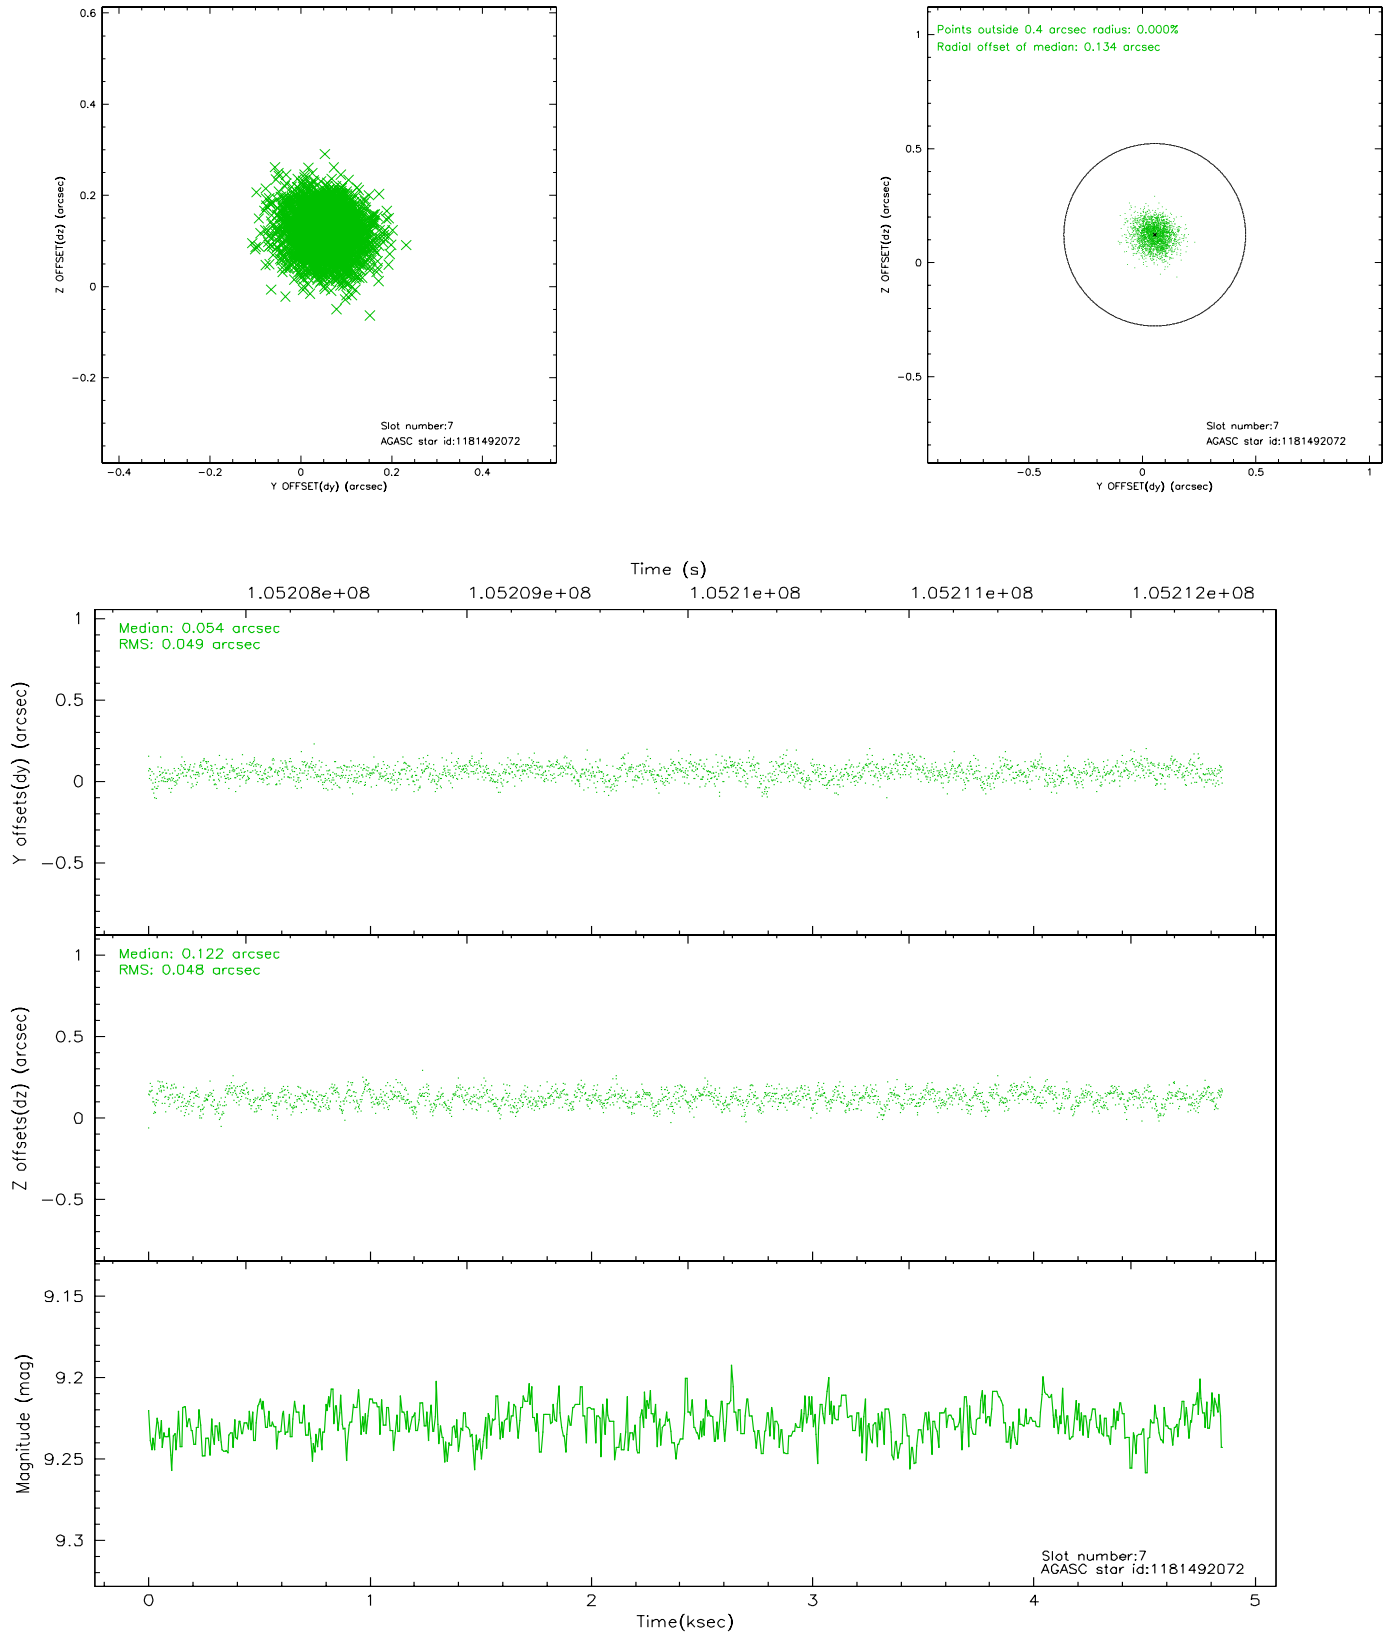 0.6
0.4
0.2
0
−0.2
Z OFFSET(dz) (arcsec)
Slot number:7
AGASC star id:1181492072
−0.4 −0.2 0 0.2 0.4
Y OFFSET(dy) (arcsec)
Points outside 0.4 arcsec radius: 0.000%
Radial offset of median: 0.134 arcsec
1
0.5
0
−0.5
Z OFFSET(dz) (arcsec)
Slot number:7
AGASC star id:1181492072
−0.5 0 0.5 1
Y OFFSET(dy) (arcsec)
Time (s)
1.05208e+08 1.05209e+08 1.0521e+08 1.05211e+08 1.05212e+08
Median: 0.054 arcsec
RMS: 0.049 arcsec
1
0.5
0
−0.5
Y offsets(dy) (arcsec)
Median: 0.122 arcsec
RMS: 0.048 arcsec
1
0.5
0
−0.5
Z offsets(dz) (arcsec)
9.15
9.2
9.25
9.3
Magnitude (mag)
Slot number:7
AGASC star id:1181492072
0 1 2 3 4 5
Time(ksec)